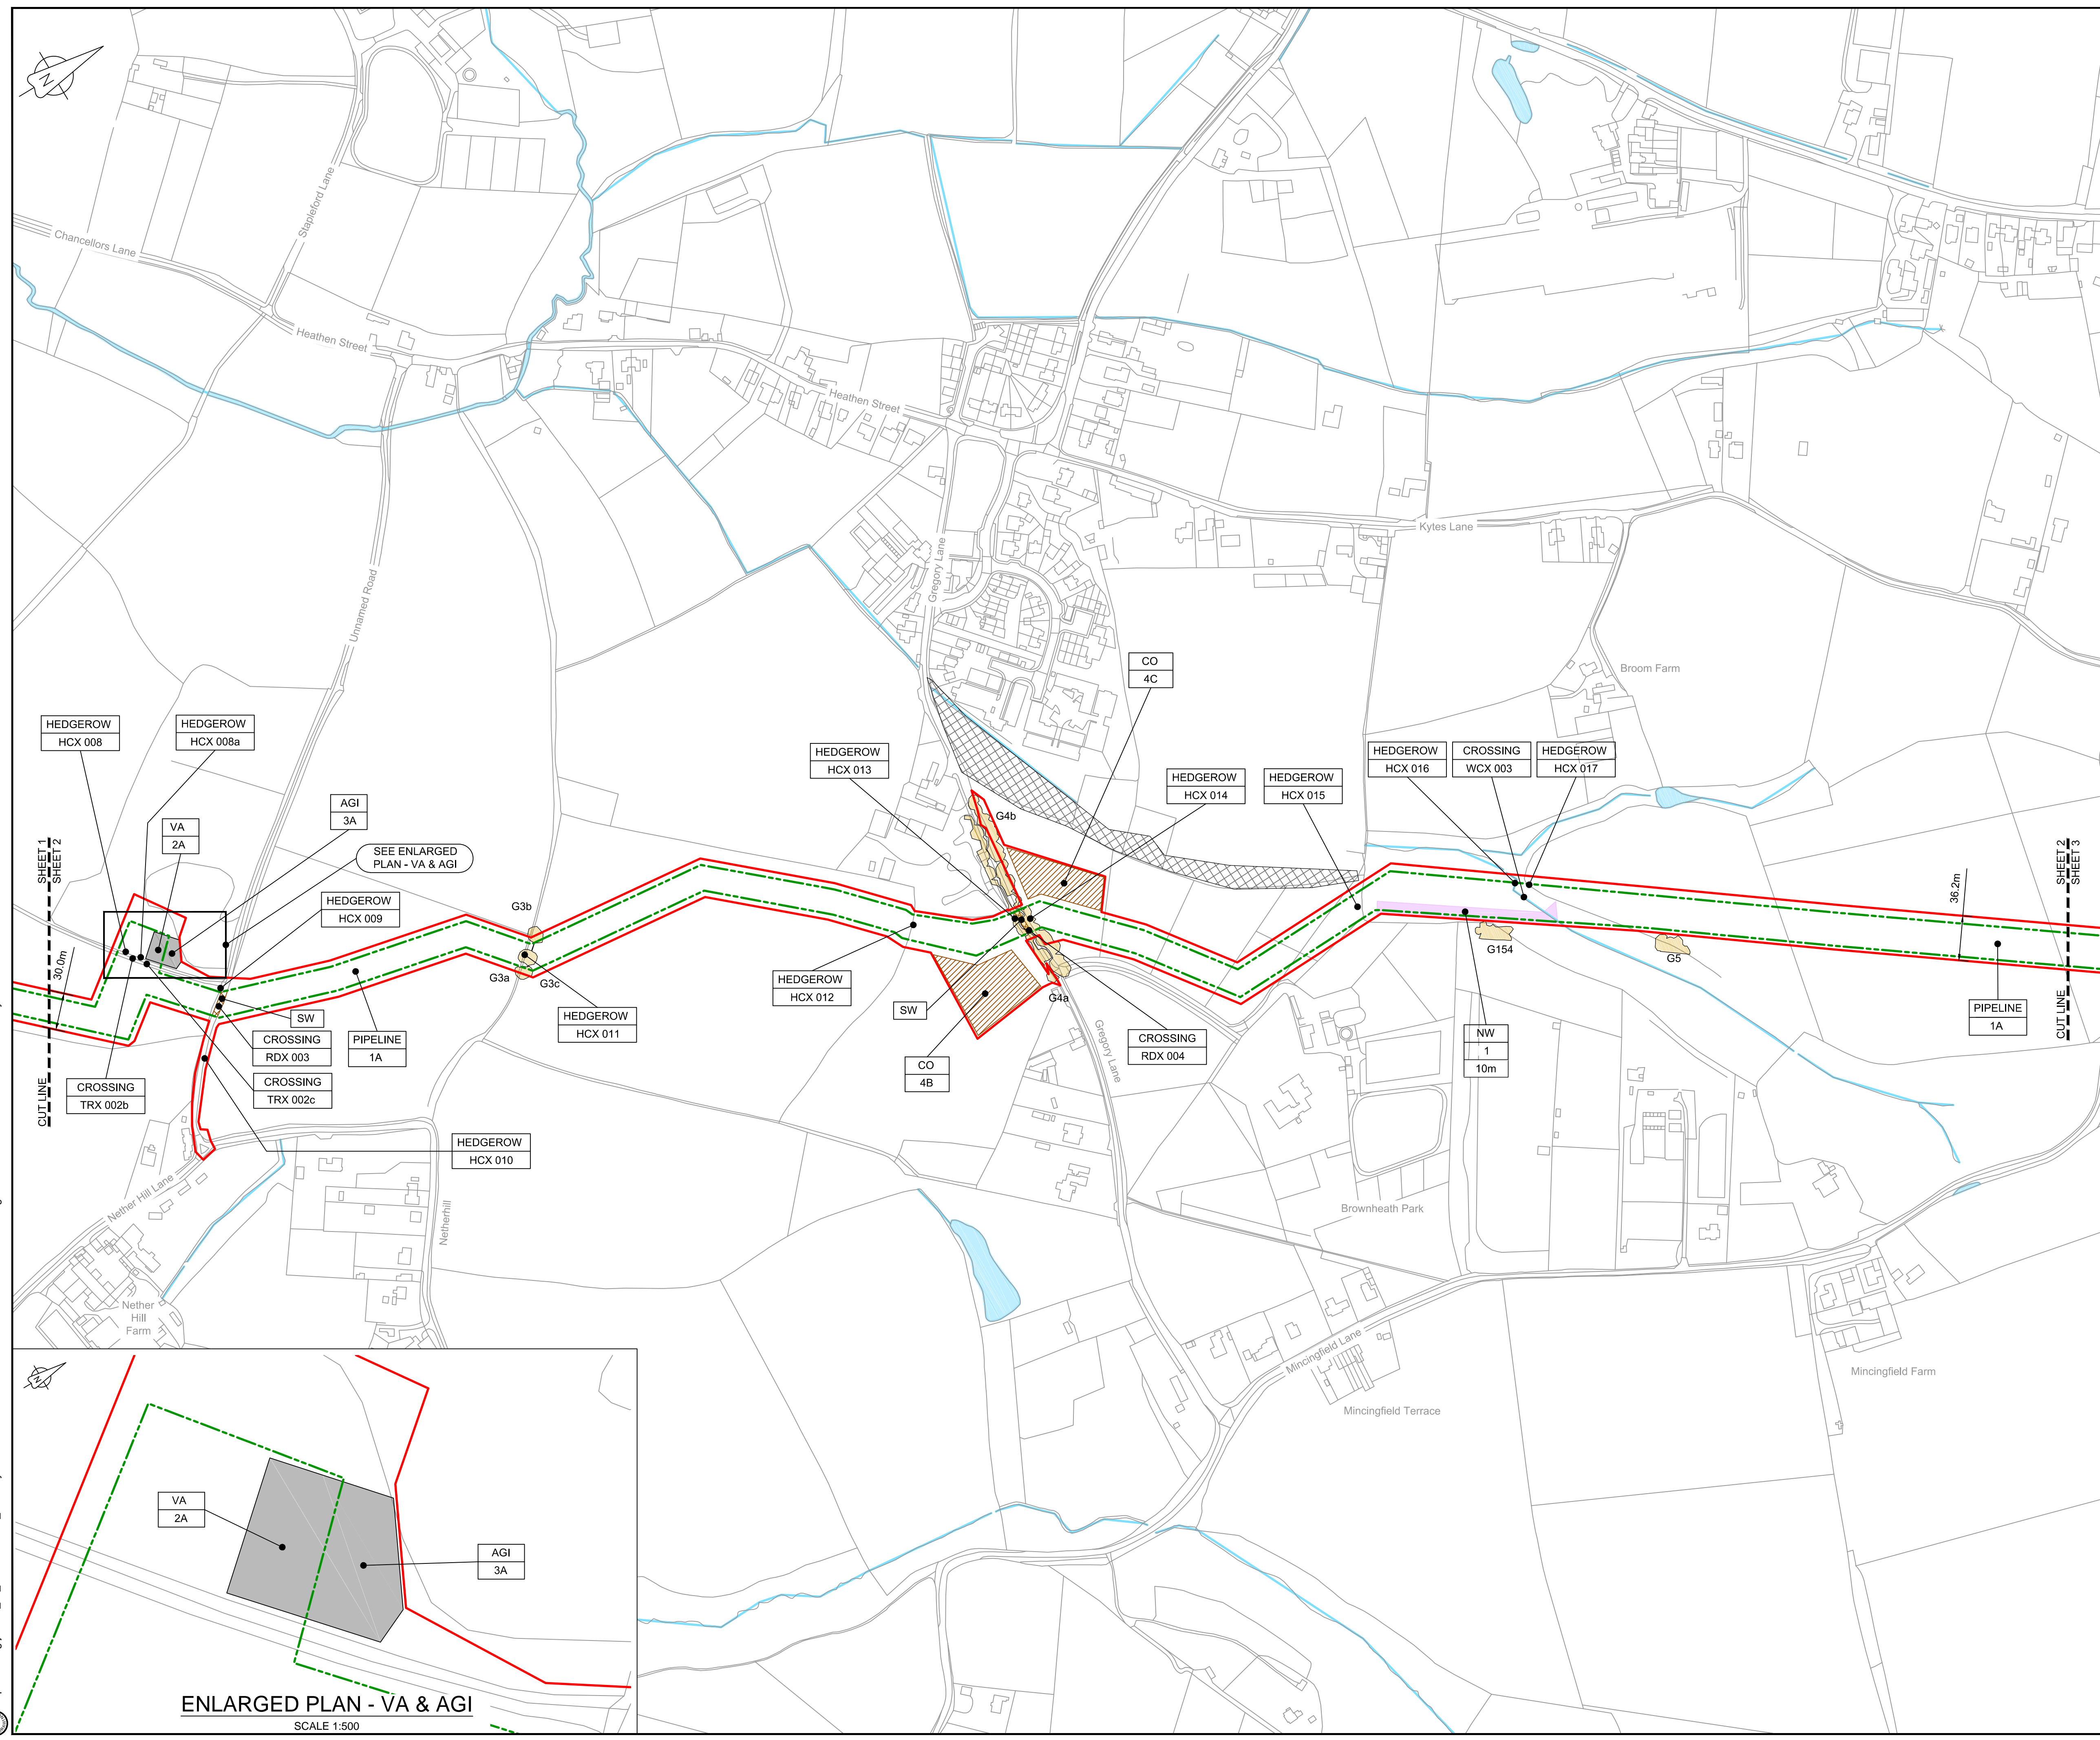 N
Stapleford Lane
Chancellors Lane
Heathen Street
Heathen Street
Gregory Lane
Kytes Lane
Unnamed Road
Broom Farm
CO
4C
HEDGEROW
HCX 008
HEDGEROW
HCX 008a
HEDGEROW
HCX 013
HEDGEROW
HCX 014
HEDGEROW
HCX 015
HEDGEROW
HCX 016
CROSSING
WCX 003
HEDGEROW
HCX 017
AGI
3A
VA
2A
SEE ENLARGED
PLAN - VA & AGI
HEDGEROW
HCX 009
SHEET 1
SHEET 2
CUT LINE
30.0m
G3b
G3a
G3c
G4b
G4a
G154
G5
36.2m
SHEET 2
SHEET 3
CUT LINE
HEDGEROW
HCX 012
SW
SW
HEDGEROW
HCX 011
CROSSING
RDX 003
PIPELINE
1A
CO
4B
CROSSING
RDX 004
NW
1
10m
PIPELINE
1A
CROSSING
TRX 002b
CROSSING
TRX 002c
HEDGEROW
HCX 010
Gregory Lane
Nether Hill Lane
Netherhill
Brownheath Park
Nether
Hill
Farm
Mincingfield Lane
Mincingfield Terrace
Mincingfield Farm
N
VA
2A
AGI
3A
ENLARGED PLAN - VA & AGI
SCALE 1:500